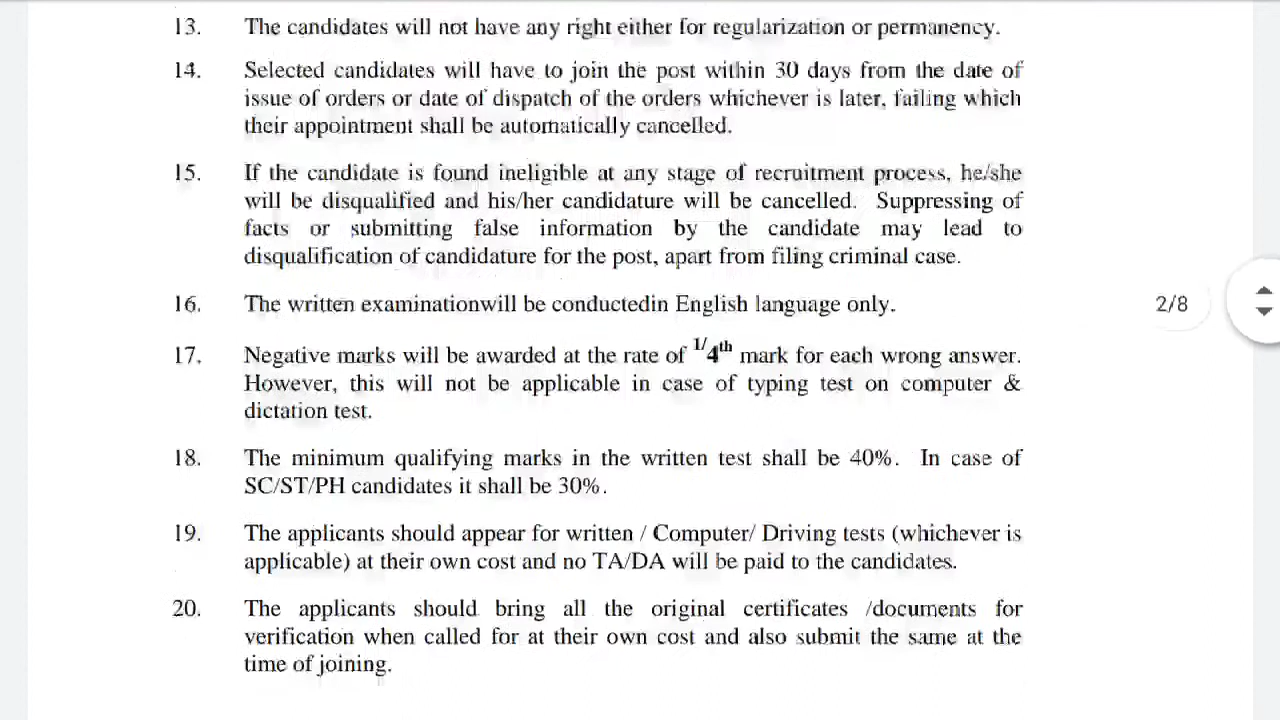 13. The candidates will not have any right either for regularization or permanency.
14. Selected candidates will have to join the post within 30 days from the date of
issue of orders or date of dispatch of the orders whichever is later, failing which
their appointment shall be automatically cancelled.
15. If the candidate is found ineligible at any stage of recruitment process, he/she
will be disqualified and his/her candidature will be cancelled. Suppressing of
facts or submitting false information by the candidate may lead to
disqualification of candidature for the post, apart from filing criminal case.
16. The written examinationwill be conductedin English language only.
2/8
17. Negative marks will be awarded at the rate of 1/4th mark for each wrong answer.
However, this will not be applicable in case of typing test on computer &
dictation test.
18. The minimum qualifying marks in the written test shall be 40%. In case of
SC/ST/PH candidates it shall be 30%.
19. The applicants should appear for written / Computer/ Driving tests (whichever is
applicable) at their own cost and no TA/DA will be paid to the candidates.
20. The applicants should bring all the original certificates /documents for
verification when called for at their own cost and also submit the same at the
time of joining.